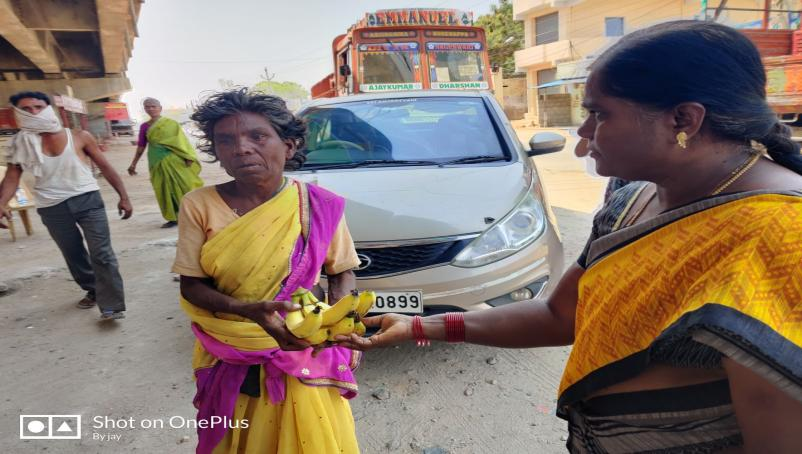 EMMANUEL
AJAYKUMAR
DHARSHAN
0899
Shot on OnePlus
By jay